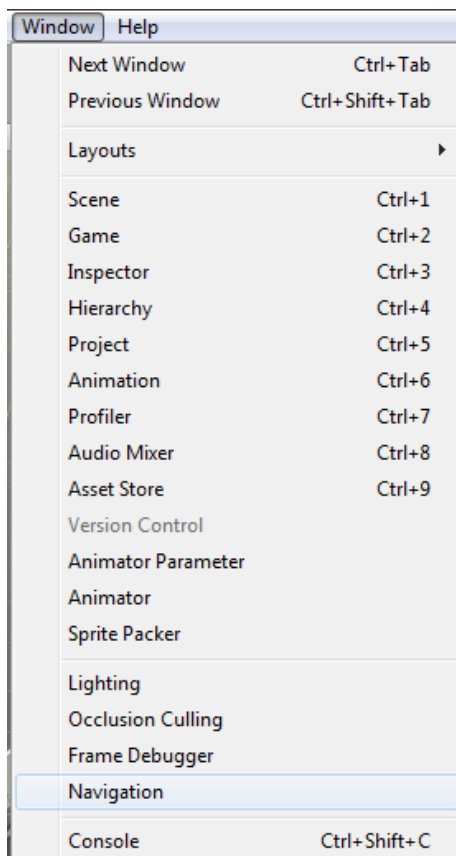 Window Help
Next Window Ctrl+Tab
Previous Window Ctrl+Shift+Tab
Layouts
Scene Ctrl+1
Game Ctrl+2
Inspector Ctrl+3
Hierarchy Ctrl+4
Project Ctrl+5
Animation Ctrl+6
Profiler Ctrl+7
Audio Mixer Ctrl+8
Asset Store Ctrl+9
Version Control
Animator Parameter
Animator
Sprite Packer
Lighting
Occlusion Culling
Frame Debugger
Navigation
Console Ctrl+Shift+C